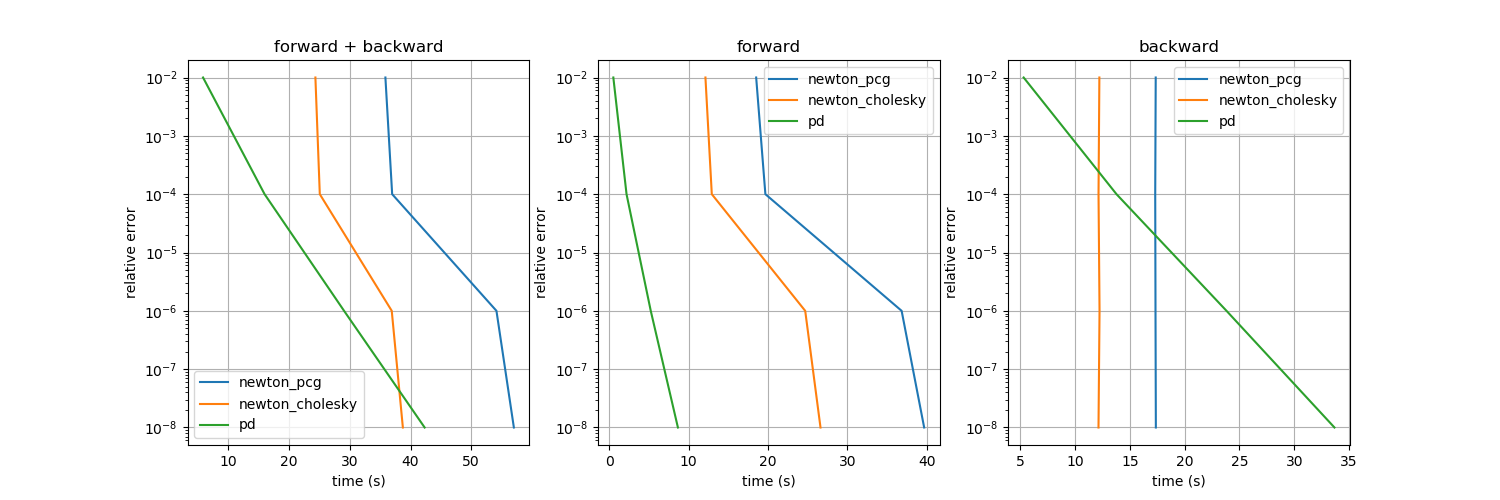 forward + backward
10⁻²
10⁻³
10⁻⁴
10⁻⁵
10⁻⁶
10⁻⁷
10⁻⁸
relative error
newton_pcg
newton_cholesky
pd
10 20 30 40 50
time (s)
forward
10⁻²
10⁻³
10⁻⁴
10⁻⁵
10⁻⁶
10⁻⁷
10⁻⁸
relative error
newton_pcg
newton_cholesky
pd
0 10 20 30 40
time (s)
backward
10⁻²
10⁻³
10⁻⁴
10⁻⁵
10⁻⁶
10⁻⁷
10⁻⁸
relative error
newton_pcg
newton_cholesky
pd
5 10 15 20 25 30 35
time (s)